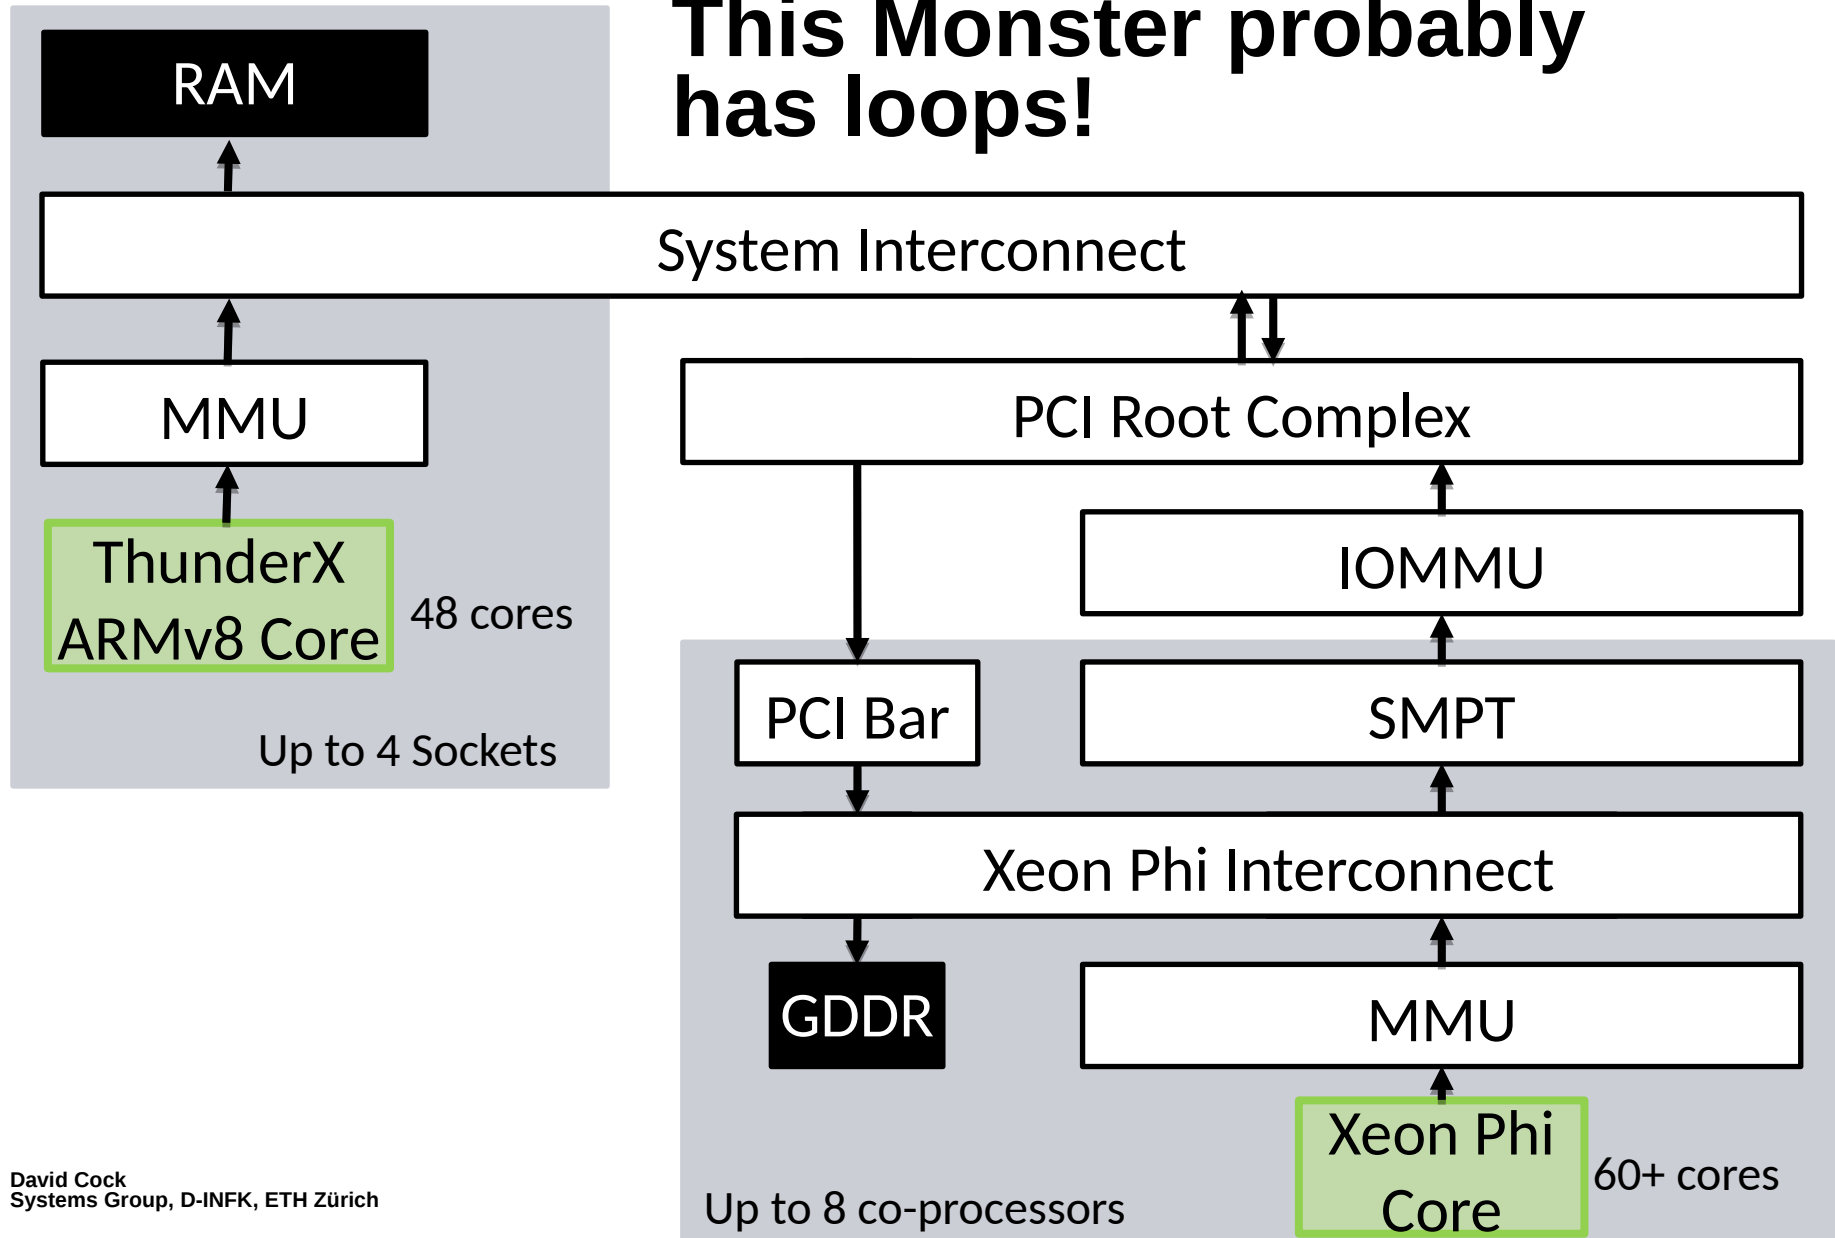 This Monster probably
has loops!
RAM
System Interconnect
MMU
PCI Root Complex
ThunderX
ARMv8 Core
48 cores
Up to 4 Sockets
IOMMU
PCI Bar
SMPT
Xeon Phi Interconnect
GDDR
MMU
Xeon Phi
Core
60+ cores
Up to 8 co-processors
David Cock
Systems Group, D-INFK, ETH Zürich